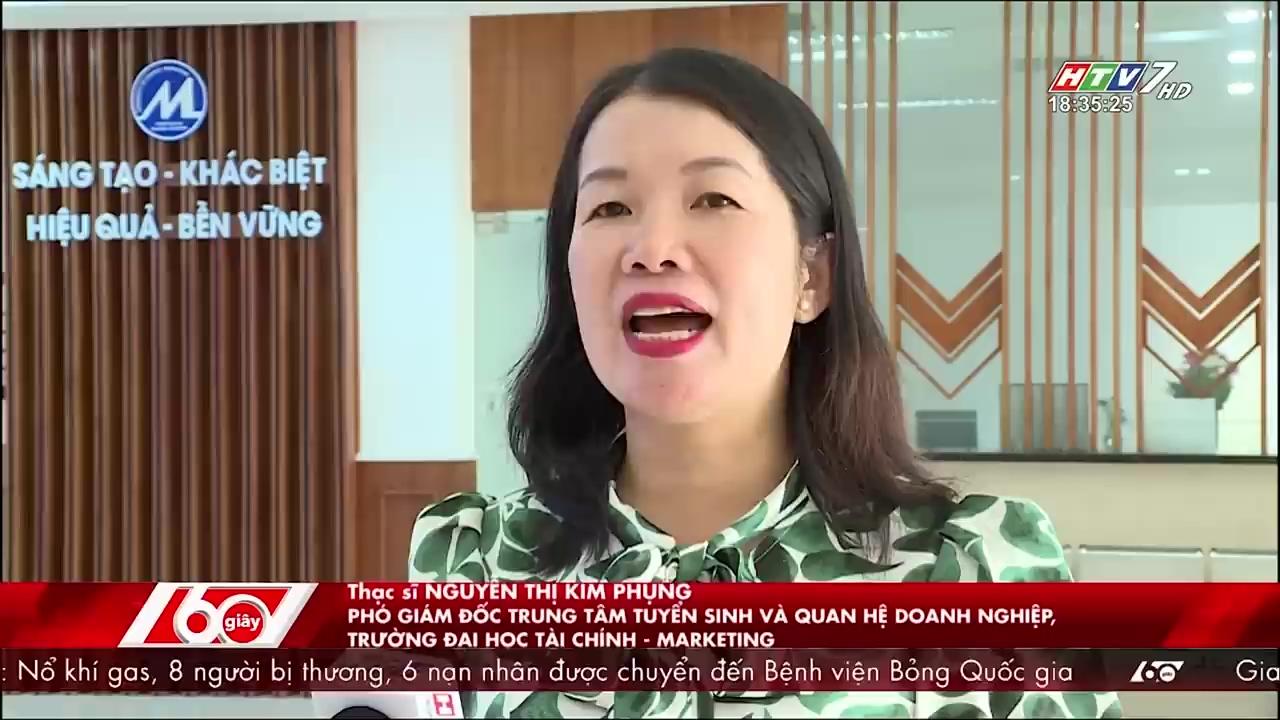 M
SÁNG TẠO - KHÁC BIỆT
HIỆU QUẢ - BỀN VỮNG
HTV7 HD
18:35:25
60 giây
Thạc sĩ NGUYỄN THỊ KIM PHỤNG
PHÓ GIÁM ĐỐC TRUNG TÂM TUYỂN SINH VÀ QUAN HỆ DOANH NGHIỆP,
TRƯỜNG ĐẠI HỌC TÀI CHÍNH - MARKETING
: Nổ khí gas, 8 người bị thương, 6 nạn nhân được chuyển đến Bệnh viện Bỏng Quốc gia 60 giây Gia
H